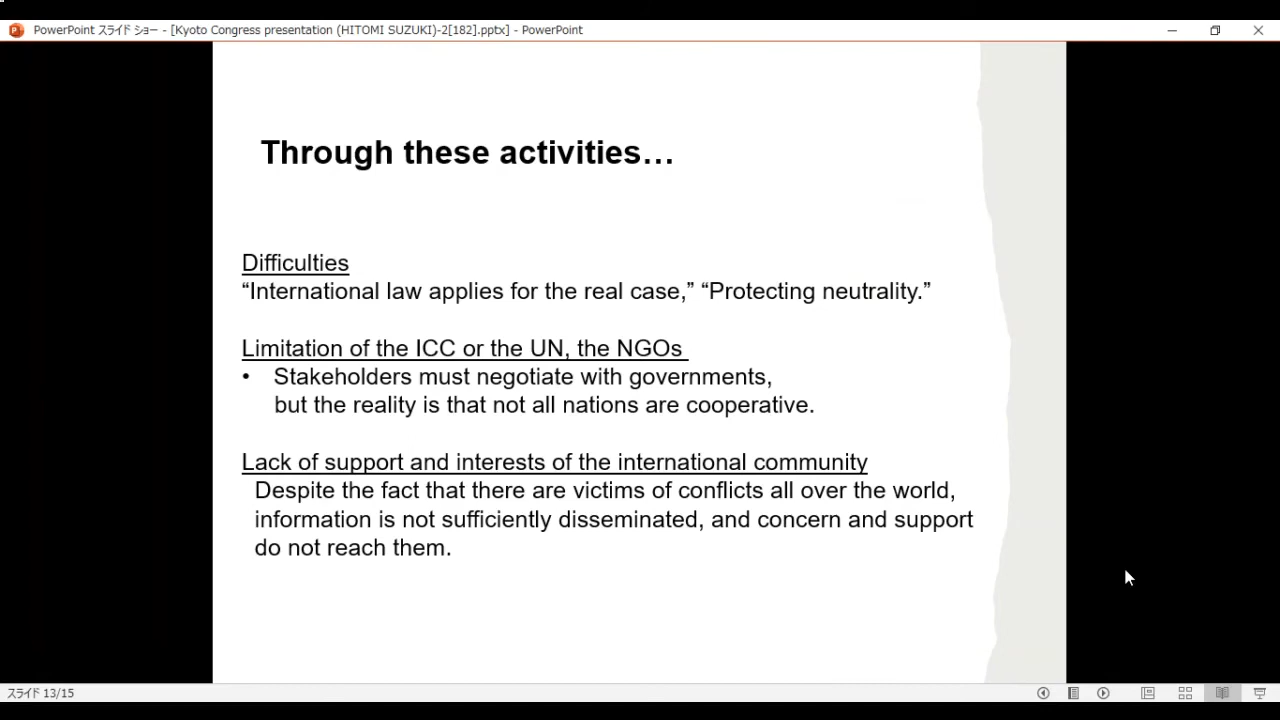 PowerPoint スライド ショー - [Kyoto Congress presentation (HITOMI SUZUKI)-2[182].pptx] - PowerPoint
Through these activities…
Difficulties
“International law applies for the real case,” “Protecting neutrality.”
Limitation of the ICC or the UN, the NGOs
• Stakeholders must negotiate with governments,
but the reality is that not all nations are cooperative.
Lack of support and interests of the international community
Despite the fact that there are victims of conflicts all over the world,
information is not sufficiently disseminated, and concern and support
do not reach them.
スライド 13/15